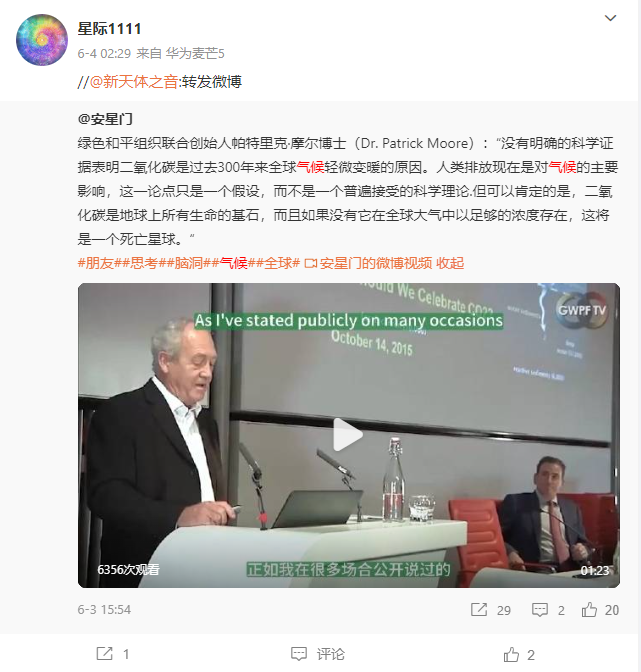 星际1111
6-4 02:29 来自 华为麦芒5
//@新天体之音:转发微博
@安星门
绿色和平组织联合创始人帕特里克·摩尔博士（Dr. Patrick Moore）：“没有明确的科学证
据表明二氧化碳是过去300年来全球气候轻微变暖的原因。人类排放现在是对气候的主要
影响，这一论点只是一个假设，而不是一个普遍接受的科学理论.但可以肯定的是，二氧
化碳是地球上所有生命的基石，而且如果没有它在全球大气中以足够的浓度存在，这将
是一个死亡星球。“
#朋友##思考##脑洞##气候##全球# 安星门的微博视频 收起
ould We Celebrate CO2?
GWPF TV
As I've stated publicly on many occasions
October 14, 2015
6356次观看
正如我在很多场合公开说过的
01:23
6-3 15:54
29
2
20
1
评论
2